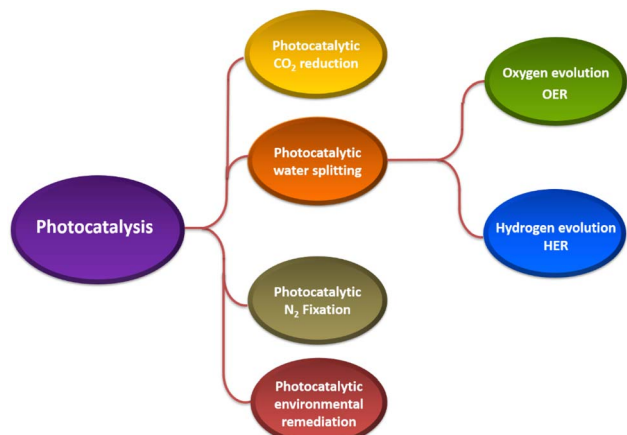 Photocatalysis
Photocatalytic
CO₂ reduction
Photocatalytic
water splitting
Photocatalytic
N₂ Fixation
Photocatalytic
environmental
remediation
Oxygen evolution
OER
Hydrogen evolution
HER